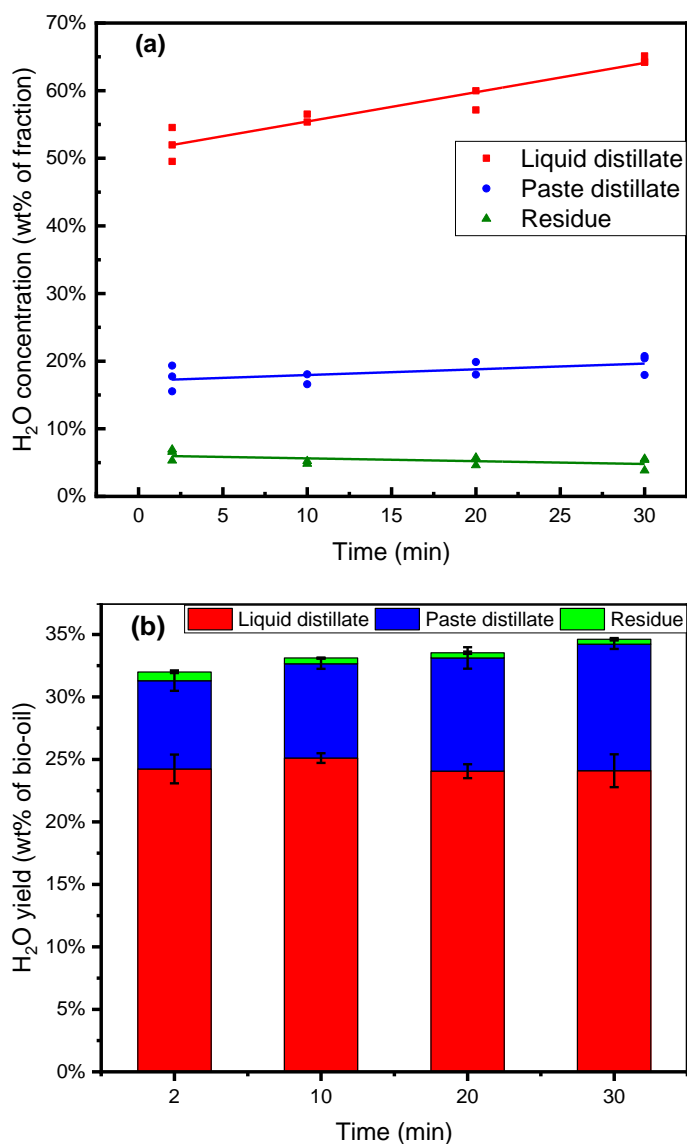 (a)
70%
60%
50%
40%
30%
20%
10%
0%
H₂O concentration (wt% of fraction)
Liquid distillate
Paste distillate
Residue
0 5 10 15 20 25 30
Time (min)
(b)
Liquid distillate Paste distillate Residue
35%
30%
25%
20%
15%
10%
5%
0%
H₂O yield (wt% of bio-oil)
2 10 20 30
Time (min)